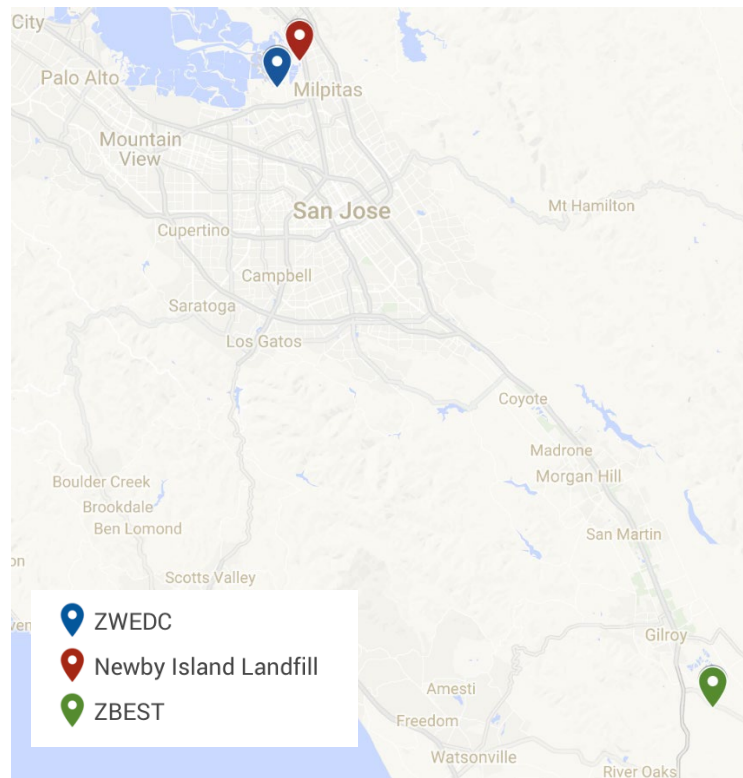 City
Palo Alto
Milpitas
Mountain
View
San Jose
Mt Hamilton
Cupertino
Campbell
Saratoga
Los Gatos
Coyote
Madrone
Morgan Hill
Boulder Creek
Brookdale
Ben Lomond
San Martin
on
Scotts Valley
ven
Gilroy
ZWEDC
Newby Island Landfill
ZBEST
Amesti
Freedom
Watsonville
River Oaks